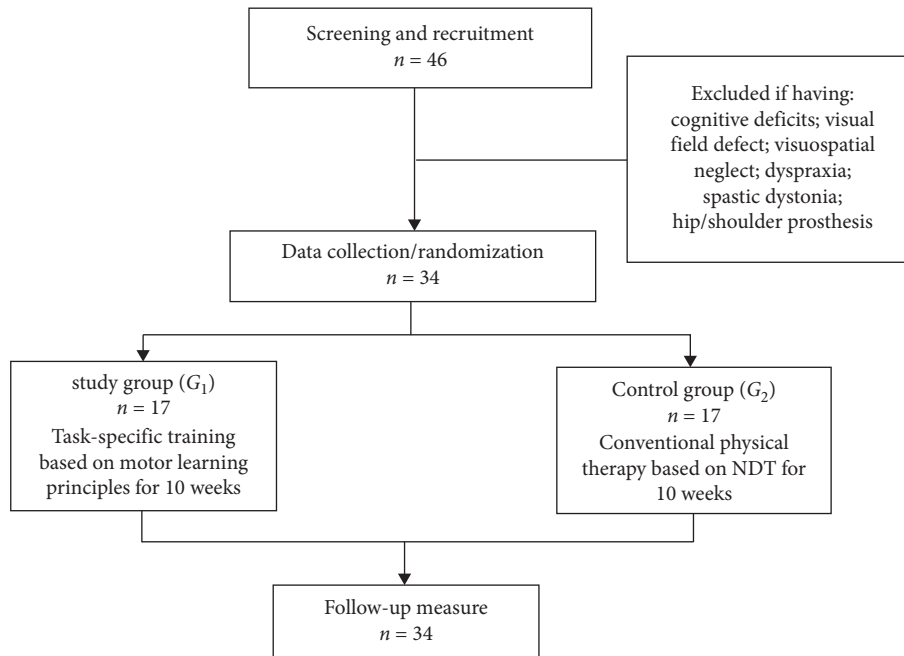 Screening and recruitment
n = 46
Excluded if having:
cognitive deficits; visual
field defect; visuospatial
neglect; dyspraxia;
spastic dystonia;
hip/shoulder prosthesis
Data collection/randomization
n = 34
study group (G₁)
n = 17
Task-specific training
based on motor learning
principles for 10 weeks
Control group (G₂)
n = 17
Conventional physical
therapy based on NDT for
10 weeks
Follow-up measure
n = 34